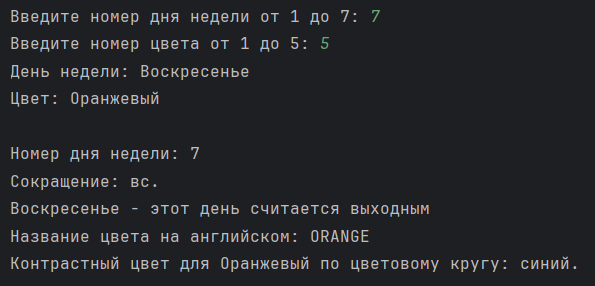 Введите номер дня недели от 1 до 7: 7
Введите номер цвета от 1 до 5: 5
День недели: Воскресенье
Цвет: Оранжевый
Номер дня недели: 7
Сокращение: вс.
Воскресенье - этот день считается выходным
Название цвета на английском: ORANGE
Контрастный цвет для Оранжевый по цветовому кругу: синий.